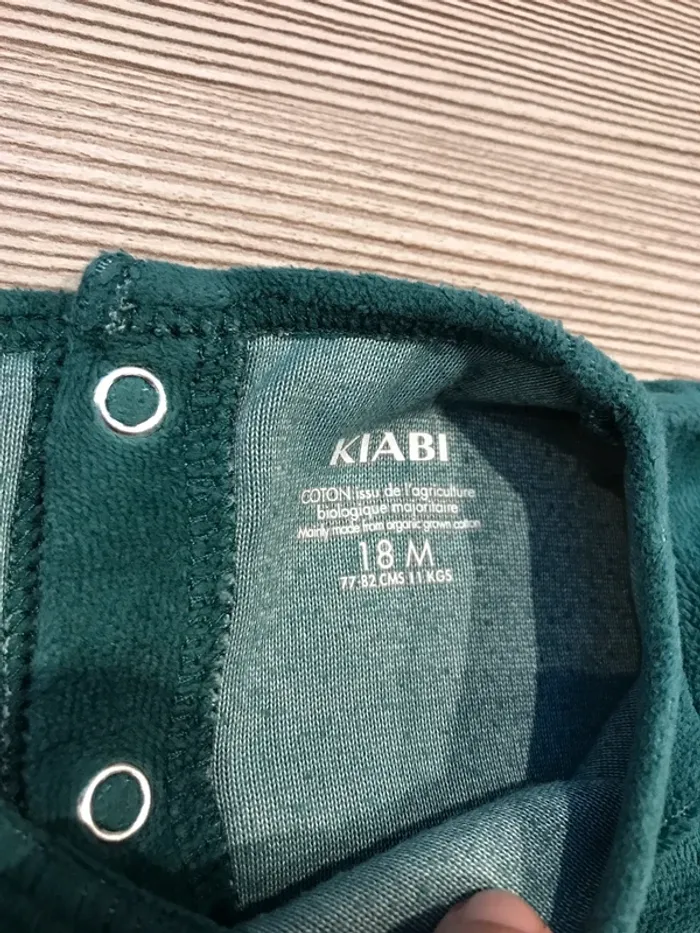 KIABI
COTON issu de l'agriculture
biologique majoritaire
Mainly made from organic grown cotton
18 M
77-82 CMS 11 KGS